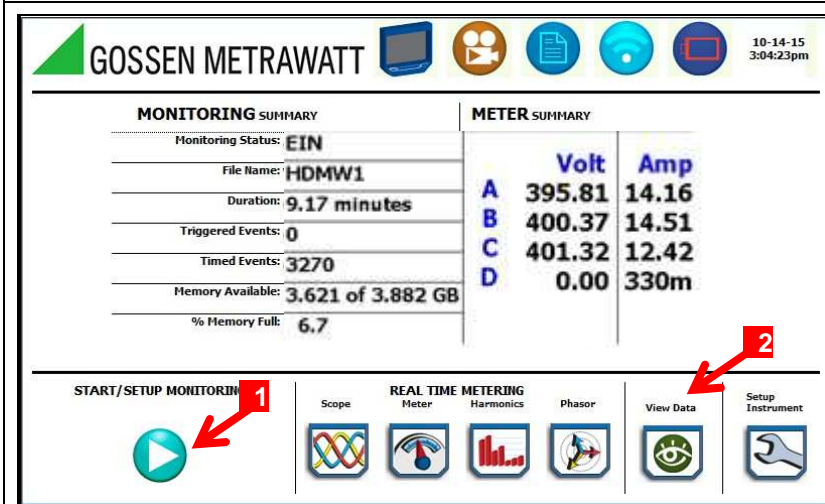 GOSSEN METRAWATT
10-14-15
3:04:23pm
MONITORING SUMMARY
Monitoring Status: EIN
File Name: HDMW1
Duration: 9.17 minutes
Triggered Events: 0
Timed Events: 3270
Memory Available: 3.621 of 3.882 GB
% Memory Full: 6.7
METER SUMMARY
Volt Amp
A 395.81 14.16
B 400.37 14.51
C 401.32 12.42
D 0.00 330m
START/SETUP MONITORING
1
REAL TIME METERING
Scope Meter Harmonics Phasor
2
View Data
Setup
Instrument